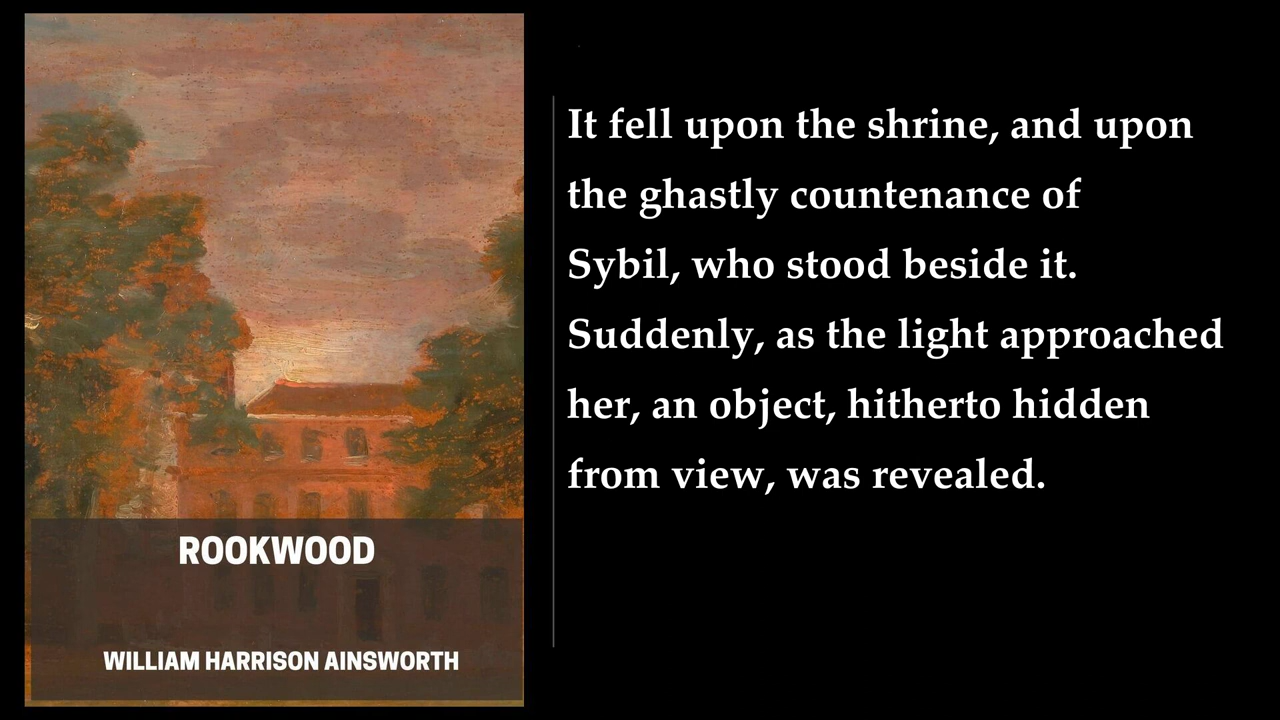 ROOKWOOD
WILLIAM HARRISON AINSWORTH
It fell upon the shrine, and upon
the ghastly countenance of
Sybil, who stood beside it.
Suddenly, as the light approached
her, an object, hitherto hidden
from view, was revealed.